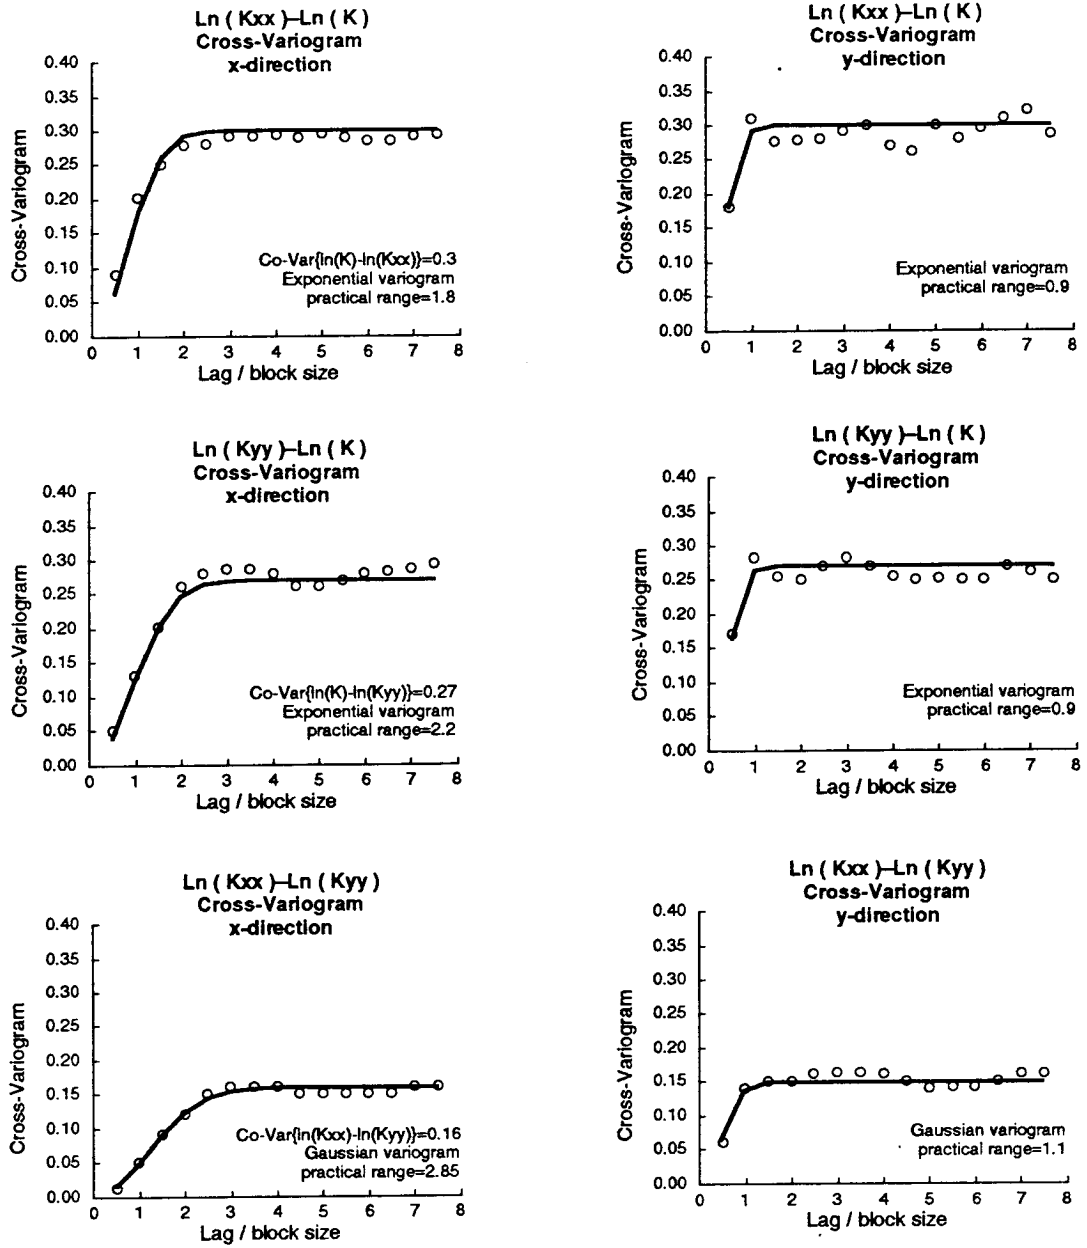 Ln ( Kxx )–Ln ( K )
Cross-Variogram
x-direction
0.40
0.35
0.30
0.25
0.20
0.15
0.10
0.05
0.00
Cross-Variogram
Co-Var{ln(K)-ln(Kxx)}=0.3
Exponential variogram
practical range=1.8
0 1 2 3 4 5 6 7 8
Lag / block size
Ln ( Kxx )–Ln ( K )
Cross-Variogram
y-direction
0.40
0.35
0.30
0.25
0.20
0.15
0.10
0.05
0.00
Cross-Variogram
Exponential variogram
practical range=0.9
0 1 2 3 4 5 6 7 8
Lag / block size
Ln ( Kyy )–Ln ( K )
Cross-Variogram
x-direction
0.40
0.35
0.30
0.25
0.20
0.15
0.10
0.05
0.00
Cross-Variogram
Co-Var{ln(K)-ln(Kyy)}=0.27
Exponential variogram
practical range=2.2
0 1 2 3 4 5 6 7 8
Lag / block size
Ln ( Kyy )–Ln ( K )
Cross-Variogram
y-direction
0.40
0.35
0.30
0.25
0.20
0.15
0.10
0.05
0.00
Cross-Variogram
Exponential variogram
practical range=0.9
0 1 2 3 4 5 6 7 8
Lag / block size
Ln ( Kxx )–Ln ( Kyy )
Cross-Variogram
x-direction
0.40
0.35
0.30
0.25
0.20
0.15
0.10
0.05
0.00
Cross-Variogram
Co-Var{ln(Kxx)-ln(Kyy)}=0.16
Gaussian variogram
practical range=2.85
0 1 2 3 4 5 6 7 8
Lag / block size
Ln ( Kxx )–Ln ( Kyy )
Cross-Variogram
y-direction
0.40
0.35
0.30
0.25
0.20
0.15
0.10
0.05
0.00
Cross-Variogram
Gaussian variogram
practical range=1.1
0 1 2 3 4 5 6 7 8
Lag / block size